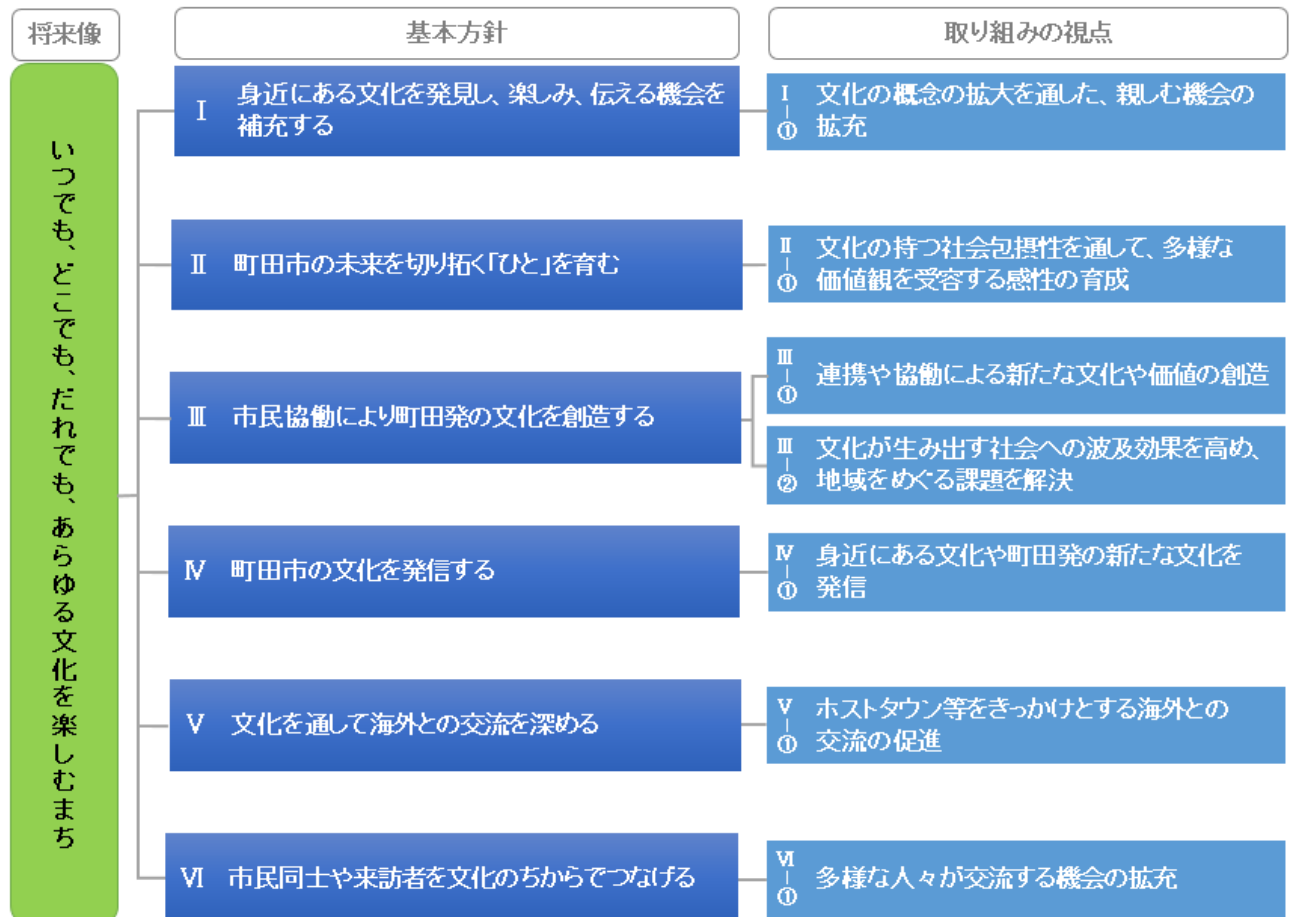 将来像
基本方針
取り組みの視点
いつでも、どこでも、だれでも、あらゆる文化を楽しむまち
Ⅰ 身近にある文化を発見し、楽しみ、伝える機会を
補充する
Ⅰ-① 文化の概念の拡大を通した、親しむ機会の
拡充
Ⅱ 町田市の未来を切り拓く「ひと」を育む
Ⅱ-① 文化の持つ社会包摂性を通して、多様な
価値観を受容する感性の育成
Ⅲ 市民協働により町田発の文化を創造する
Ⅲ-① 連携や協働による新たな文化や価値の創造
Ⅲ-② 文化が生み出す社会への波及効果を高め、
地域をめぐる課題を解決
Ⅳ 町田市の文化を発信する
Ⅳ-① 身近にある文化や町田発の新たな文化を
発信
Ⅴ 文化を通して海外との交流を深める
Ⅴ-① ホストタウン等をきっかけとする海外との
交流の促進
Ⅵ 市民同士や来訪者を文化のちからでつなげる
Ⅵ-① 多様な人々が交流する機会の拡充